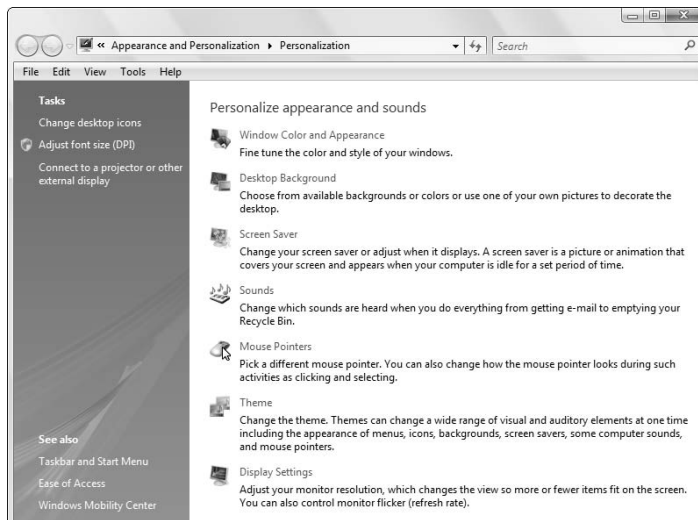 « Appearance and Personalization ▸ Personalization
Search
File Edit View Tools Help
Tasks
Change desktop icons
Adjust font size (DPI)
Connect to a projector or other
external display
See also
Taskbar and Start Menu
Ease of Access
Windows Mobility Center
Personalize appearance and sounds
Window Color and Appearance
Fine tune the color and style of your windows.
Desktop Background
Choose from available backgrounds or colors or use one of your own pictures to decorate the
desktop.
Screen Saver
Change your screen saver or adjust when it displays. A screen saver is a picture or animation that
covers your screen and appears when your computer is idle for a set period of time.
Sounds
Change which sounds are heard when you do everything from getting e-mail to emptying your
Recycle Bin.
Mouse Pointers
Pick a different mouse pointer. You can also change how the mouse pointer looks during such
activities as clicking and selecting.
Theme
Change the theme. Themes can change a wide range of visual and auditory elements at one time
including the appearance of menus, icons, backgrounds, screen savers, some computer sounds,
and mouse pointers.
Display Settings
Adjust your monitor resolution, which changes the view so more or fewer items fit on the screen.
You can also control monitor flicker (refresh rate).